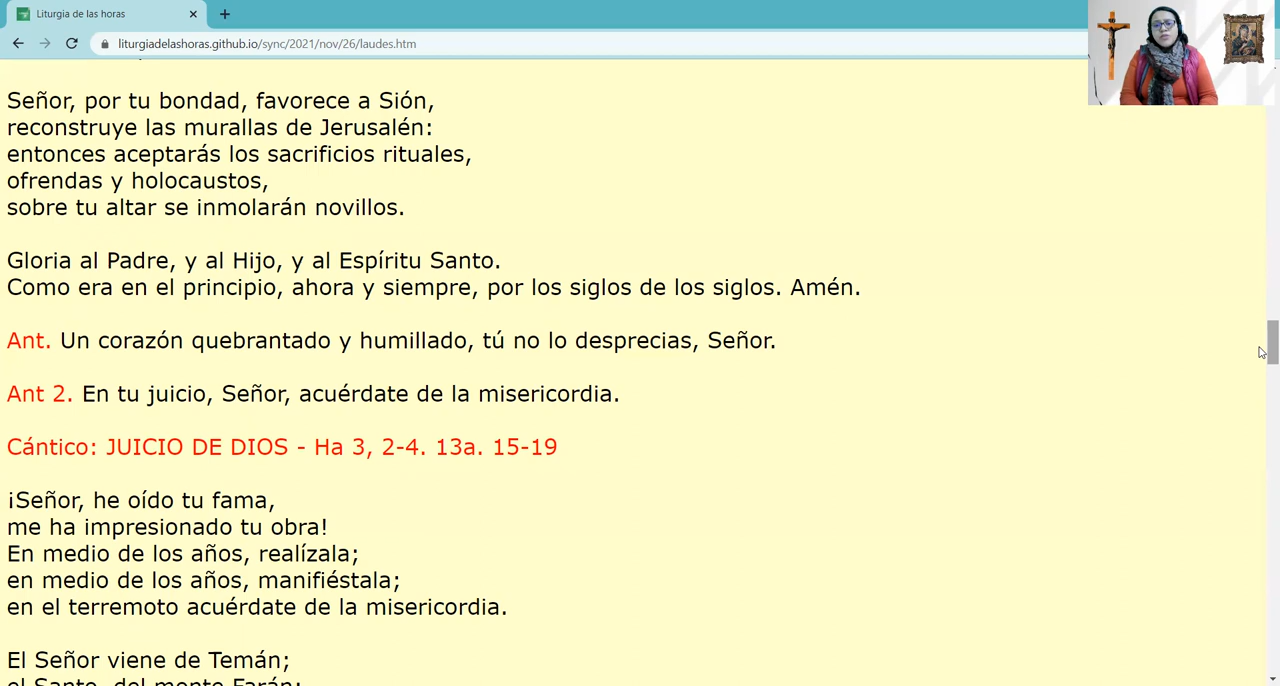 Liturgia de las horas
liturgiadelashoras.github.io/sync/2021/nov/26/laudes.htm
Señor, por tu bondad, favorece a Sión,
reconstruye las murallas de Jerusalén:
entonces aceptarás los sacrificios rituales,
ofrendas y holocaustos,
sobre tu altar se inmolarán novillos.
Gloria al Padre, y al Hijo, y al Espíritu Santo.
Como era en el principio, ahora y siempre, por los siglos de los siglos. Amén.
Ant. Un corazón quebrantado y humillado, tú no lo desprecias, Señor.
Ant 2. En tu juicio, Señor, acuérdate de la misericordia.
Cántico: JUICIO DE DIOS - Ha 3, 2-4. 13a. 15-19
¡Señor, he oído tu fama,
me ha impresionado tu obra!
En medio de los años, realízala;
en medio de los años, manifiéstala;
en el terremoto acuérdate de la misericordia.
El Señor viene de Temán;
el Santo, del monte Farán: